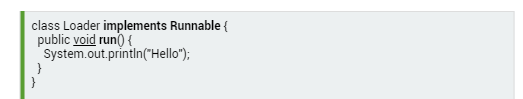 class Loader implements Runnable {
public void run() {
System.out.println("Hello");
}
}